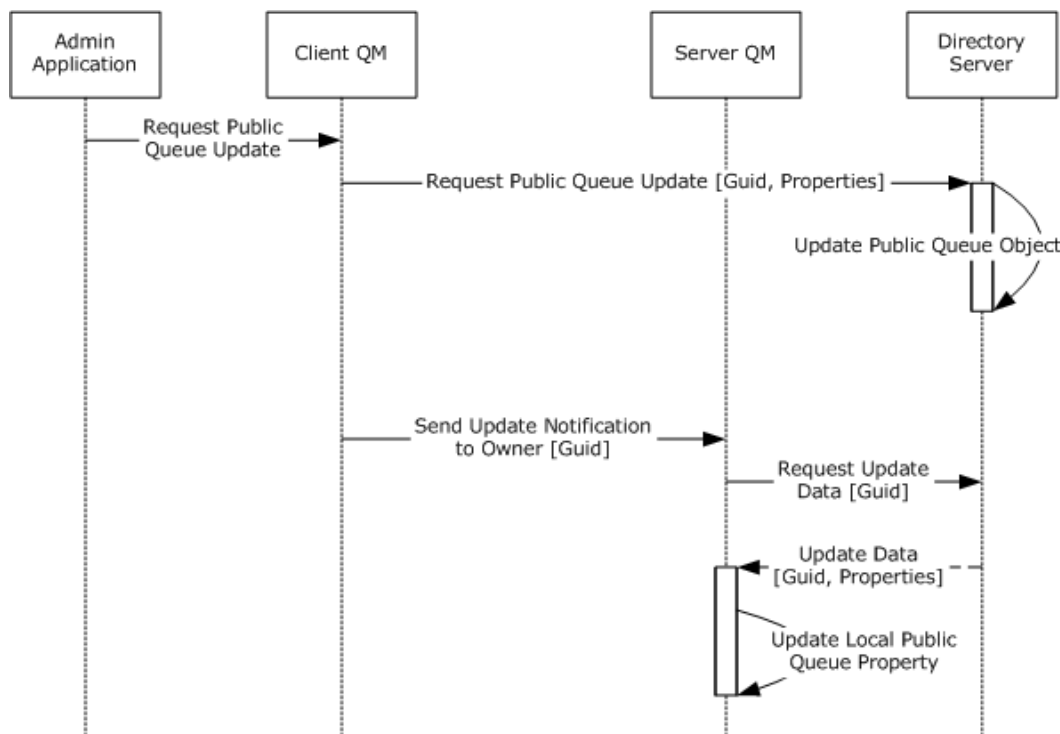 Admin
Application
Client QM
Server QM
Directory
Server
Request Public
Queue Update
Request Public Queue Update [Guid, Properties]
Update Public Queue Object
Send Update Notification
to Owner [Guid]
Request Update
Data [Guid]
Update Data
[Guid, Properties]
Update Local Public
Queue Property